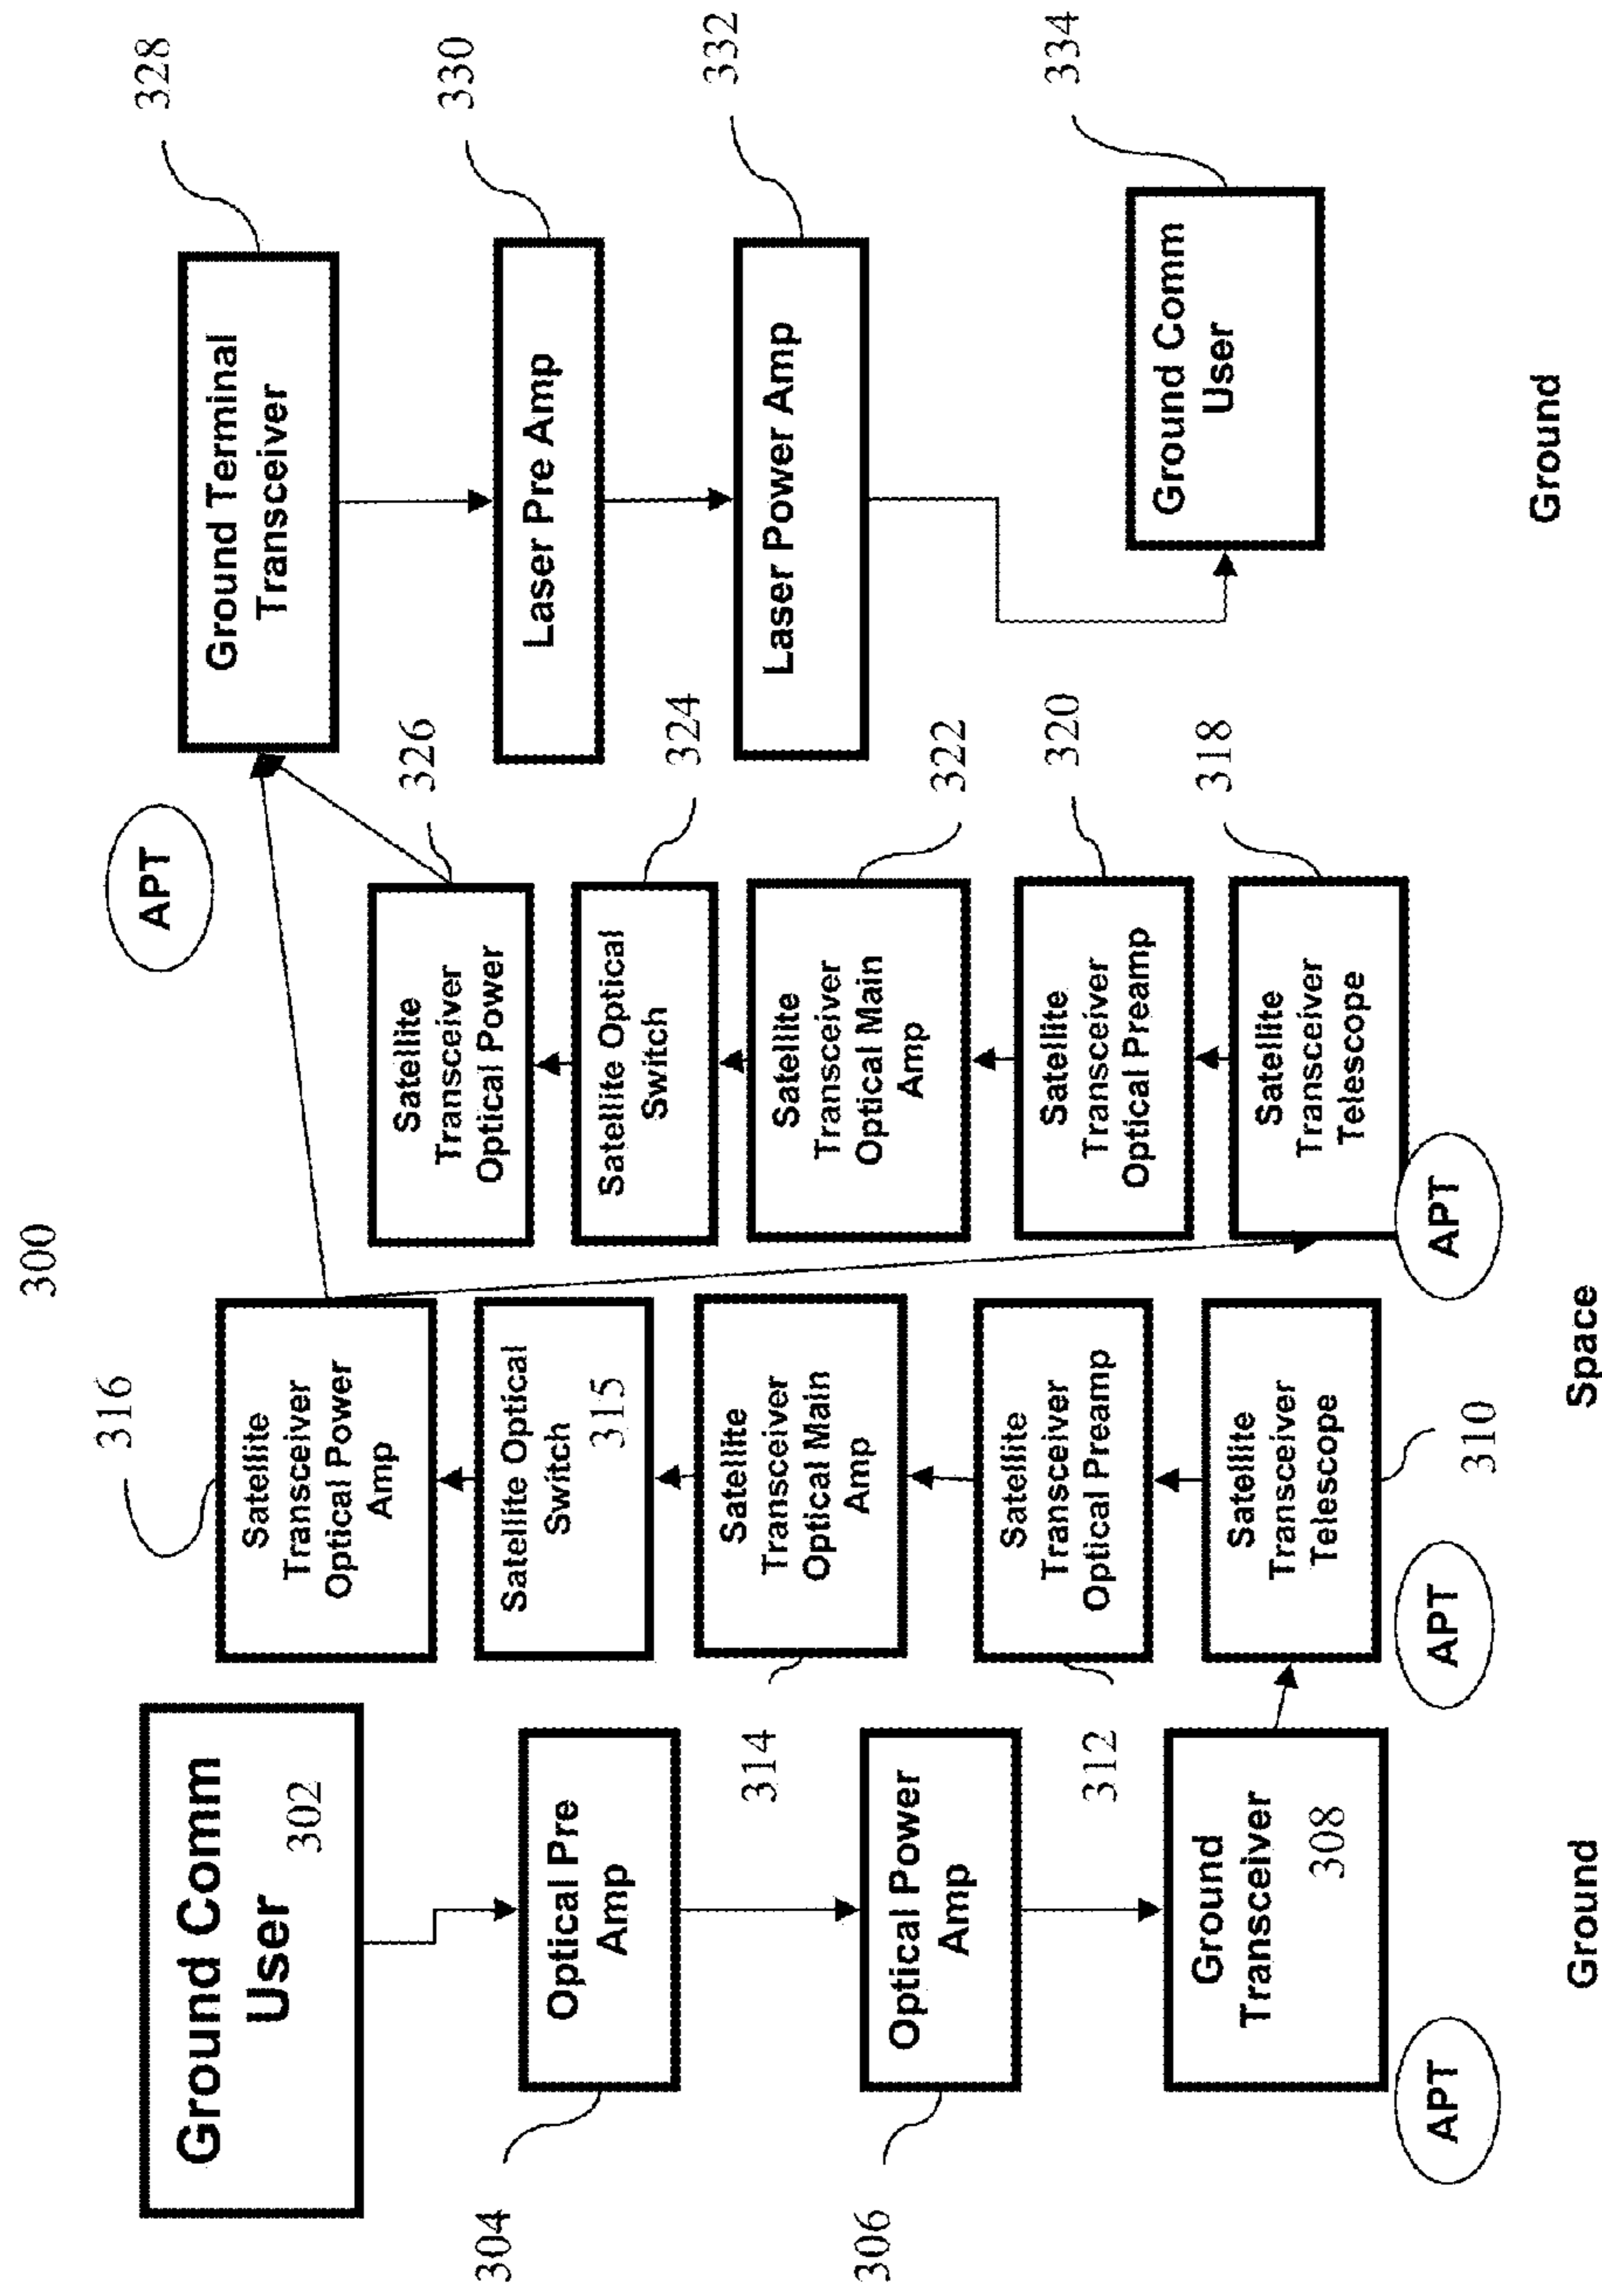 300
Ground Comm
User
302
304
Optical Pre
Amp
306
Optical Power
Amp
Ground
Transceiver
308
APT
Ground
316
Satellite
Transceiver
Optical Power
Amp
Satellite Optical
Switch
315
314
Satellite
Transceiver
Optical Main
Amp
312
Satellite
Transceiver
Optical Preamp
Satellite
Transceiver
Telescope
310
APT
Space
326
Satellite
Transceiver
Optical Power
324
Satellite Optical
Switch
322
Satellite
Transceiver
Optical Main
Amp
320
Satellite
Transceiver
Optical Preamp
318
Satellite
Transceiver
Telescope
APT
APT
328
Ground Terminal
Transceiver
330
Laser Pre Amp
332
Laser Power Amp
334
Ground Comm
User
Ground